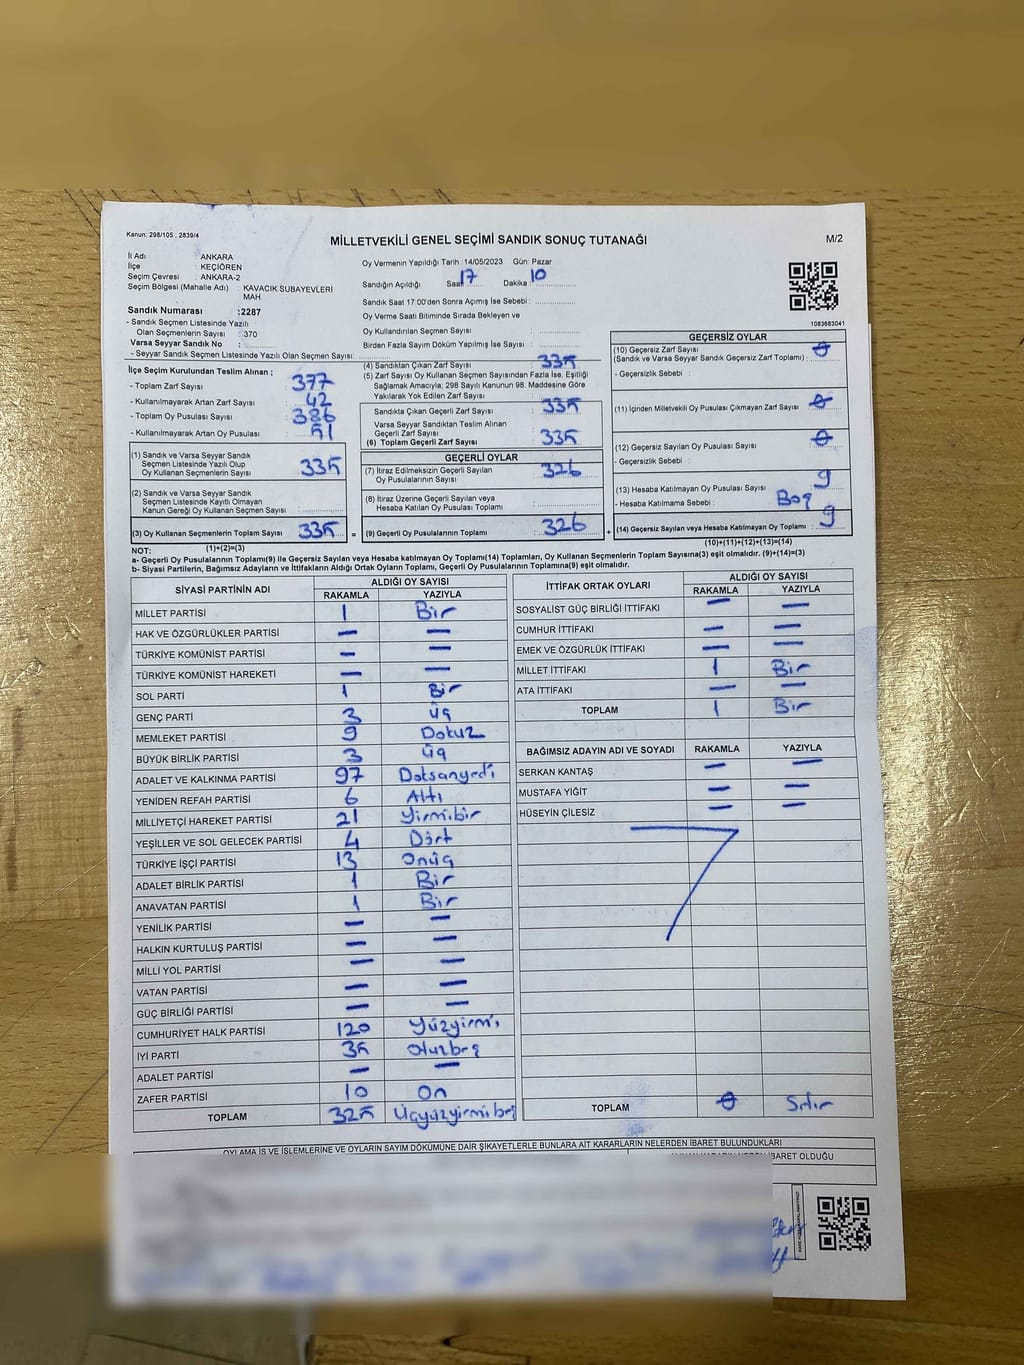 Kanun; 298/105 ; 2839/4
MİLLETVEKİLİ GENEL SEÇİMİ SANDIK SONUÇ TUTANAĞI
M/2
İl Adı : ANKARA
İlçe : KEÇİÖREN
Seçim Çevresi : ANKARA-2
Seçim Bölgesi (Mahalle Adı) : KAVACIK SUBAYEVLERİ MAH.
Sandık Numarası :2287
- Sandık Seçmen Listesinde Yazılı
Olan Seçmenlerin Sayısı : 370
Varsa Seyyar Sandık No :
- Seyyar Sandık Seçmen Listesinde Yazılı Olan Seçmen Sayısı:
Oy Vermenin Yapıldığı Tarih :14/05/2023 Gün: Pazar
Sandığın Açıldığı Saat 17 Dakika 10
Sandık Saat 17:00'den Sonra Açımış İse Sebebi :
Oy Verme Saati Bitiminde Sırada Bekleyen ve
Oy Kullandırılan Seçmen Sayısı :
Birden Fazla Sayım Döküm Yapılmış İse Sayısı :
1083683041
İlçe Seçim Kurulundan Teslim Alınan ;
- Toplam Zarf Sayısı : 377
- Kullanılmayarak Artan Zarf Sayısı : 42
- Toplam Oy Pusulası Sayısı : 386
- Kullanılmayarak Artan Oy Pusulası : 51
(1) Sandık ve Varsa Seyyar Sandık
Seçmen Listesinde Yazılı Olup
Oy Kullanan Seçmenlerin Sayısı : 335
(2) Sandık ve Varsa Seyyar Sandık
Seçmen Listesinde Kayıtlı Olmayan
Kanun Gereği Oy Kullanan Seçmen Sayısı :
(3) Oy Kullanan Seçmenlerin Toplam Sayısı : 335
(1)+(2)=(3)
(4) Sandıktan Çıkan Zarf Sayısı : 335
(5) Zarf Sayısı Oy Kullanan Seçmen Sayısından Fazla İse, Eşitliği
Sağlamak Amacıyla; 298 Sayılı Kanunun 98. Maddesine Göre
Yakılarak Yok Edilen Zarf Sayısı :
Sandıkta Çıkan Geçerli Zarf Sayısı : 335
Varsa Seyyar Sandıktan Teslim Alınan
Geçerli Zarf Sayısı :
(6) Toplam Geçerli Zarf Sayısı : 335
GEÇERLİ OYLAR
(7) İtiraz Edilmeksizin Geçerli Sayılan
Oy Pusulalarının Sayısı : 326
(8) İtiraz Üzerine Geçerli Sayılan veya
Hesaba Katılan Oy Pusulası Toplamı :
= (9) Geçerli Oy Pusulalarının Toplamı : 326
GEÇERSİZ OYLAR
(10) Geçersiz Zarf Sayısı : 0
(Sandık ve Varsa Seyyar Sandık Geçersiz Zarf Toplamı) :
- Geçersizlik Sebebi :
(11) İçinden Milletvekili Oy Pusulası Çıkmayan Zarf Sayısı : 0
(12) Geçersiz Sayılan Oy Pusulası Sayısı : 0
- Geçersizlik Sebebi :
(13) Hesaba Katılmayan Oy Pusulası Sayısı : 9
- Hesaba Katılmama Sebebi : Boş
+ (14) Geçersiz Sayılan veya Hesaba Katılmayan Oy Toplamı : 9
(10)+(11)+(12)+(13)=(14)
NOT:
a- Geçerli Oy Pusulalarının Toplamı(9) ile Geçersiz Sayılan veya Hesaba katılmayan Oy Toplamı(14) Toplamları, Oy Kullanan Seçmenlerin Toplam Sayısına(3) eşit olmalıdır. (9)+(14)=(3)
b- Siyasi Partilerin, Bağımsız Adayların ve İttifakların Aldığı Ortak Oyların Toplamı, Geçerli Oy Pusulalarının Toplamına(9) eşit olmalıdır.
SİYASİ PARTİNİN ADI ALDIĞI OY SAYISI
RAKAMLA YAZIYLA
MİLLET PARTİSİ 1 Bir
HAK VE ÖZGÜRLÜKLER PARTİSİ — —
TÜRKİYE KOMÜNİST PARTİSİ — —
TÜRKİYE KOMÜNİST HAREKETİ — —
SOL PARTİ 1 Bir
GENÇ PARTİ 3 üç
MEMLEKET PARTİSİ 9 Dokuz
BÜYÜK BİRLİK PARTİSİ 3 üç
ADALET VE KALKINMA PARTİSİ 97 Doksanyedi
YENİDEN REFAH PARTİSİ 6 Altı
MİLLİYETÇİ HAREKET PARTİSİ 21 Yirmibir
YEŞİLLER VE SOL GELECEK PARTİSİ 4 Dört
TÜRKİYE İŞÇİ PARTİSİ 13 Onüç
ADALET BİRLİK PARTİSİ 1 Bir
ANAVATAN PARTİSİ 1 Bir
YENİLİK PARTİSİ — —
HALKIN KURTULUŞ PARTİSİ — —
MİLLİ YOL PARTİSİ — —
VATAN PARTİSİ — —
GÜÇ BİRLİĞİ PARTİSİ — —
CUMHURİYET HALK PARTİSİ 120 Yüzyirmi
İYİ PARTİ 35 Otuzbeş
ADALET PARTİSİ — —
ZAFER PARTİSİ 10 On
TOPLAM 325 Üçyüzyirmibeş
İTTİFAK ORTAK OYLARI ALDIĞI OY SAYISI
RAKAMLA YAZIYLA
SOSYALİST GÜÇ BİRLİĞİ İTTİFAKI — —
CUMHUR İTTİFAKI — —
EMEK VE ÖZGÜRLÜK İTTİFAKI — —
MİLLET İTTİFAKI 1 Bir
ATA İTTİFAKI — —
TOPLAM 1 Bir
BAĞIMSIZ ADAYIN ADI VE SOYADI RAKAMLA YAZIYLA
SERKAN KANTAŞ — —
MUSTAFA YİĞİT — —
HÜSEYİN ÇİLESİZ — —
TOPLAM 0 Sıfır
OYLAMA İŞ VE İŞLEMLERİNE VE OYLARIN SAYIM DÖKÜMÜNE DAİR ŞİKAYETLERLE BUNLARA AİT KARARLARIN NELERDEN İBARET BULUNDUKLARI
İBARET OLDUĞU